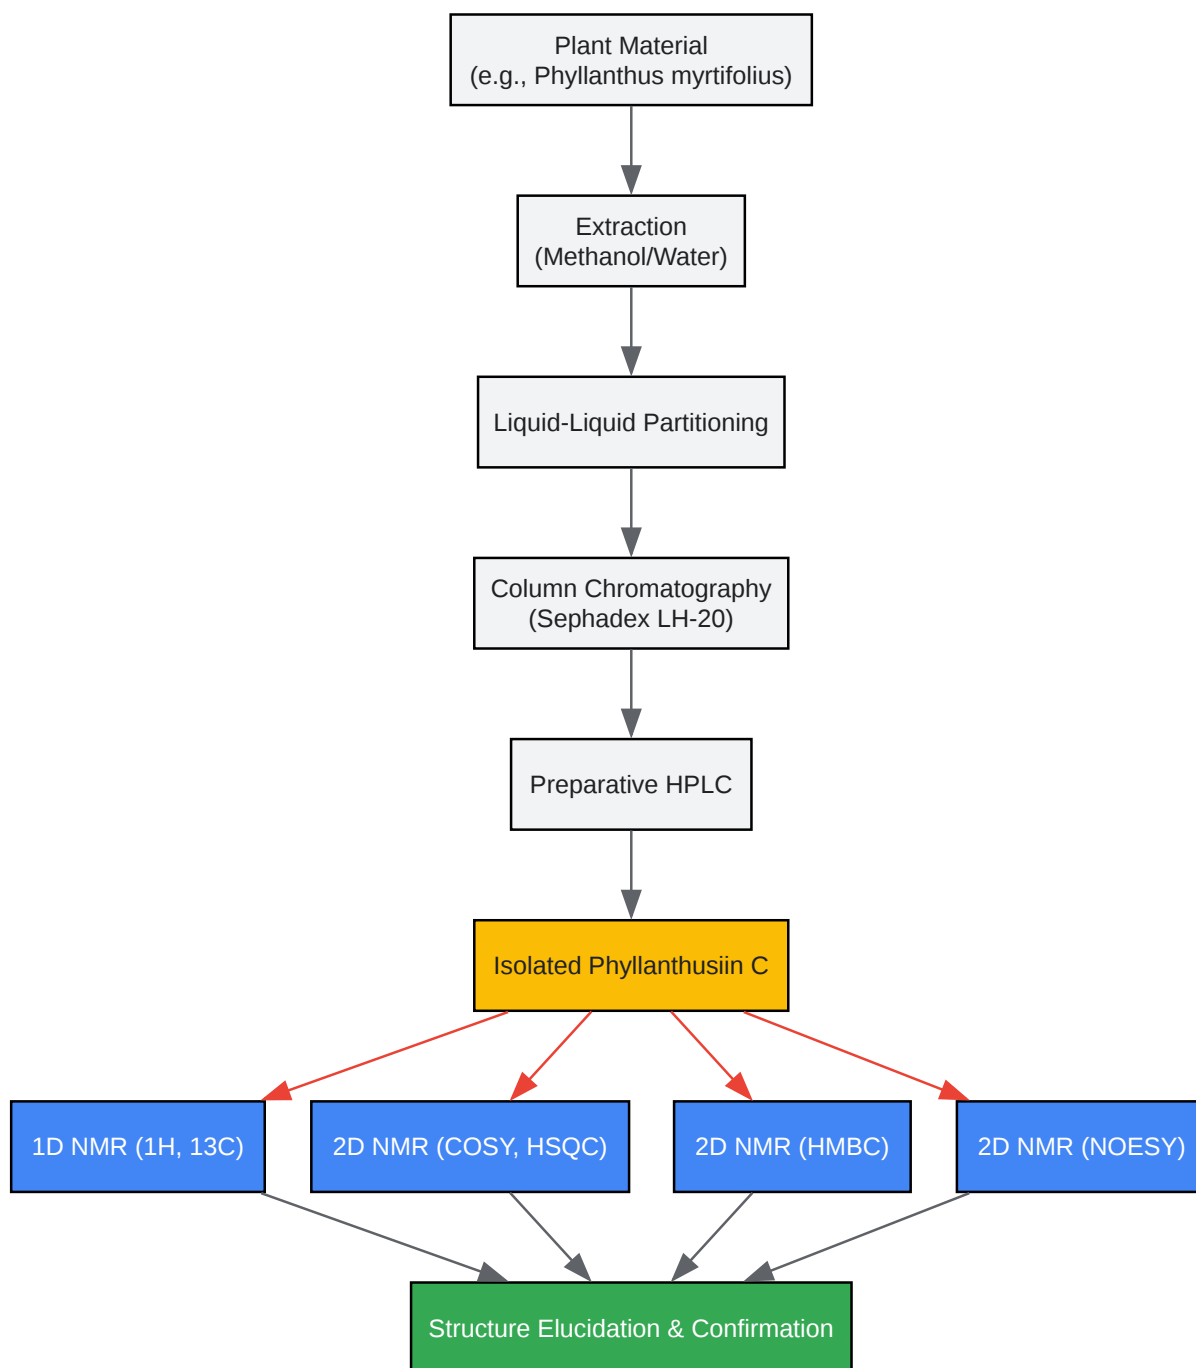 Plant Material
(e.g., Phyllanthus myrtifolius)
Extraction
(Methanol/Water)
Liquid-Liquid Partitioning
Column Chromatography
(Sephadex LH-20)
Preparative HPLC
Isolated Phyllanthusiin C
1D NMR (1H, 13C)
2D NMR (COSY, HSQC)
2D NMR (HMBC)
2D NMR (NOESY)
Structure Elucidation & Confirmation